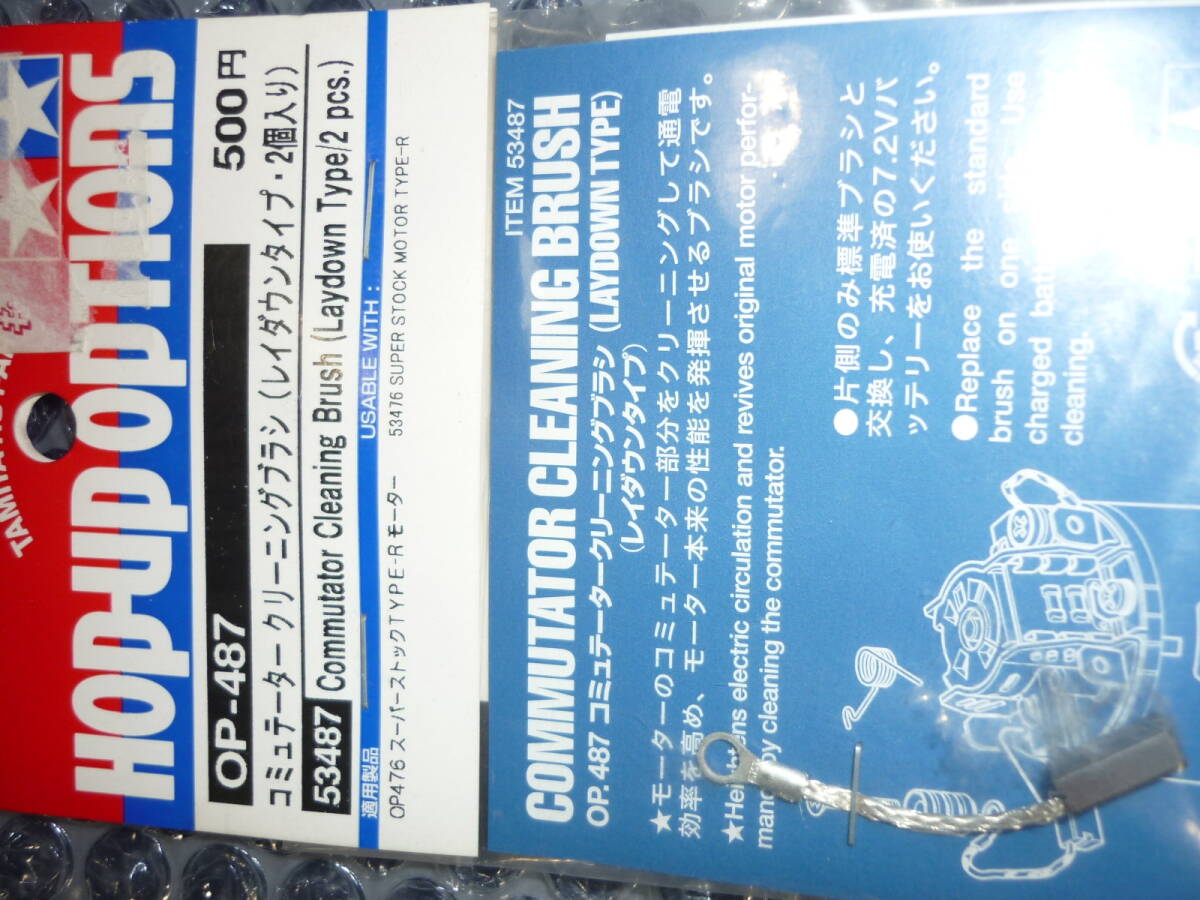 HOP-UP OPTIONS
OP-487
500円
コミュテータークリーニングブラシ(レイダウンタイプ・2個入り)
53487 Commutator Cleaning Brush (Laydown Type/2 pcs.)
適用製品 USABLE WITH :
OP476 スーパーストックTYPE-Rモーター 53476 SUPER STOCK MOTOR TYPE-R
ITEM 53487
COMMUTATOR CLEANING BRUSH
OP.487 コミュテータークリーニングブラシ (LAYDOWN TYPE)
(レイダウンタイプ)
★モーターのコミュテーター部分をクリーニングして通電
効率を高め、モーター本来の性能を発揮させるブラシです。
electric circulation and revives original motor perfor-
by cleaning the commutator.
●片側のみ標準ブラシと
交換し、充電済の7.2Vバ
ッテリーをお使いください。
●Replace the standard
brush on one Use
charged
cleaning.